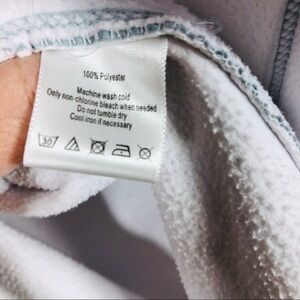 100% Polyester
Machine wash cold
Only non-chlorine bleach when needed
Do not tumble dry
Cool iron if necessary
30